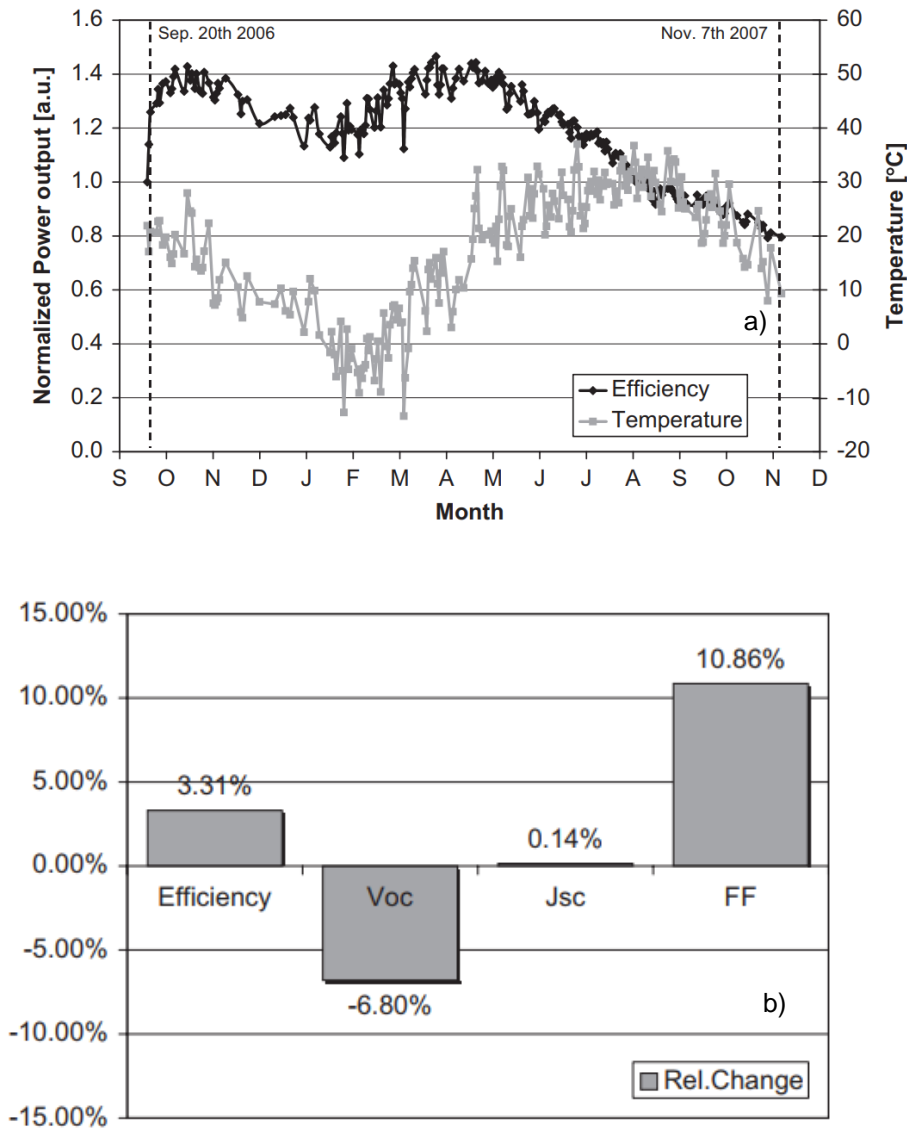 Sep. 20th 2006 Nov. 7th 2007
Normalized Power output [a.u.]
1.6
1.4
1.2
1.0
0.8
0.6
0.4
0.2
0.0
60
50
40
30
20
10
0
-10
-20
Temperature [°C]
a)
Efficiency
Temperature
S O N D J F M A M J J A S O N D
Month
15.00%
10.00%
5.00%
0.00%
-5.00%
-10.00%
-15.00%
3.31%
-6.80%
0.14%
10.86%
Efficiency Voc Jsc FF
b)
Rel.Change